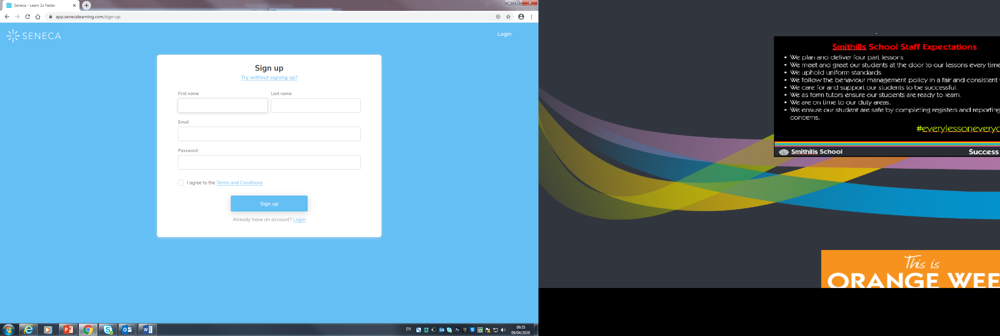 Seneca - Learn 2x Faster
app.senecalearning.com/sign-up
SENECA
Login
Sign up
Try without signing up?
First name
Last name
Email
Password
I agree to the Terms and Conditions
Sign up
Already have an account? Login
EN
09:35
09/04/2020
Smithills School Staff Expectations
• We plan and deliver four part lessons
• We meet and greet our students at the door to our lessons every time
• We uphold uniform standards
• We follow the behaviour management policy in a fair and consistent
• We care for and support our students to be successful.
• We as form tutors ensure our students are ready to learn.
• We are on time to our duty areas.
• We ensure our student are safe by completing registers and reporting
concerns.
#everylessoneveryd
Smithills School
Success
This is
ORANGE WEE